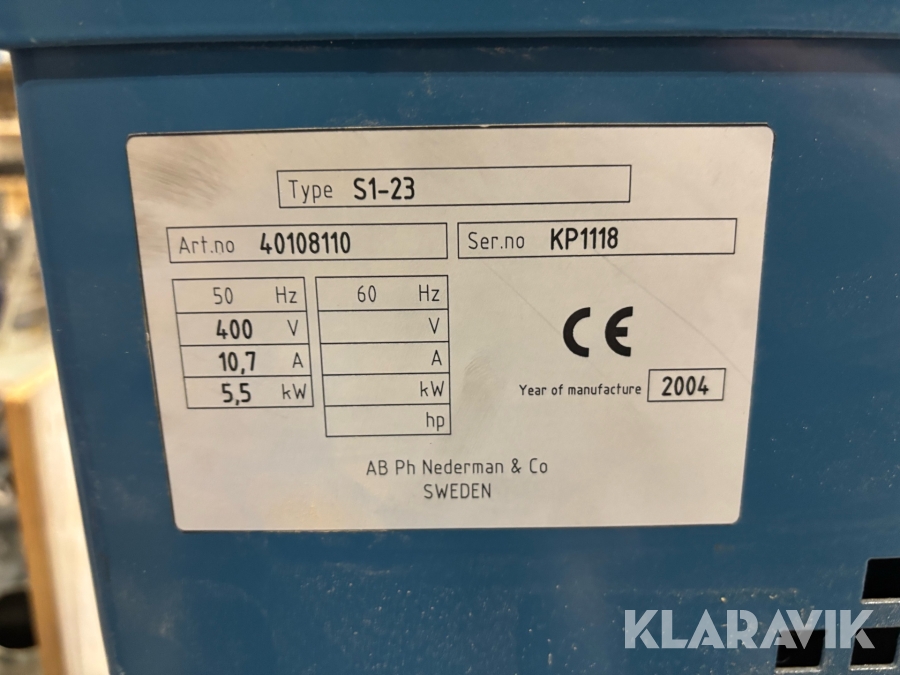 Type S1-23
Art.no 40108110 Ser.no KP1118
50 Hz 60 Hz
400 V V
10,7 A A
5,5 kW kW
hp
CE
Year of manufacture 2004
AB Ph Nederman & Co
SWEDEN
KLARAVIK